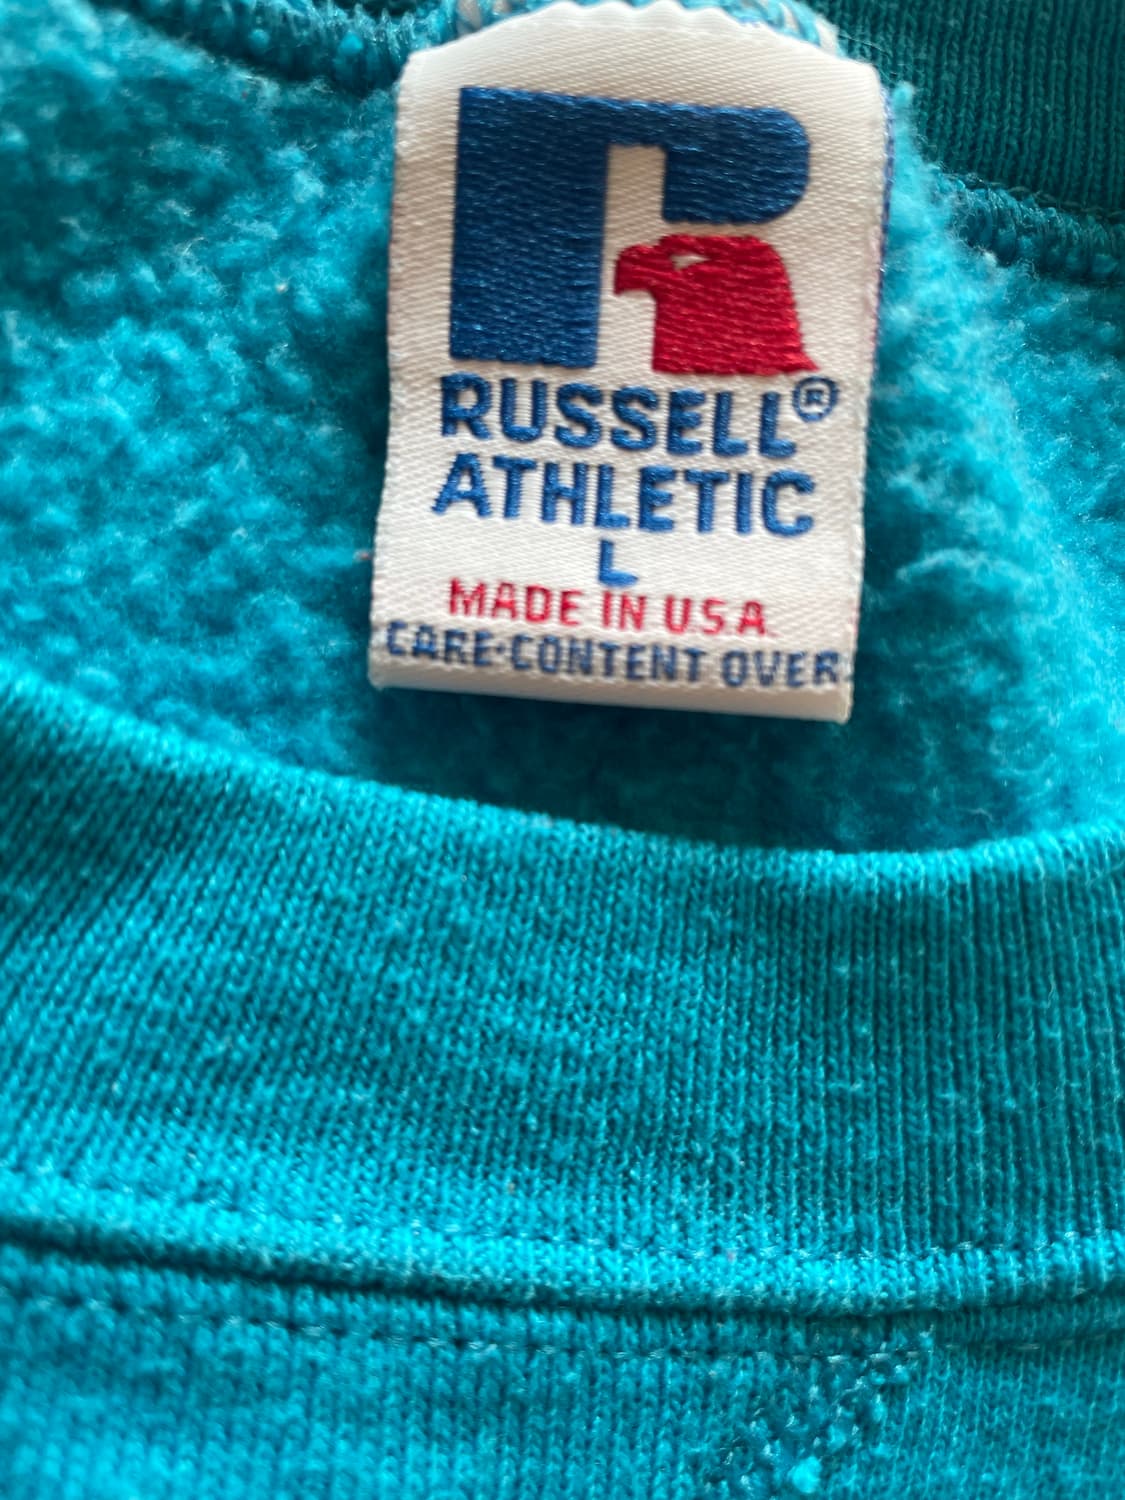 RUSSELL®
ATHLETIC
L
MADE IN U.S.A.
CARE·CONTENT OVER